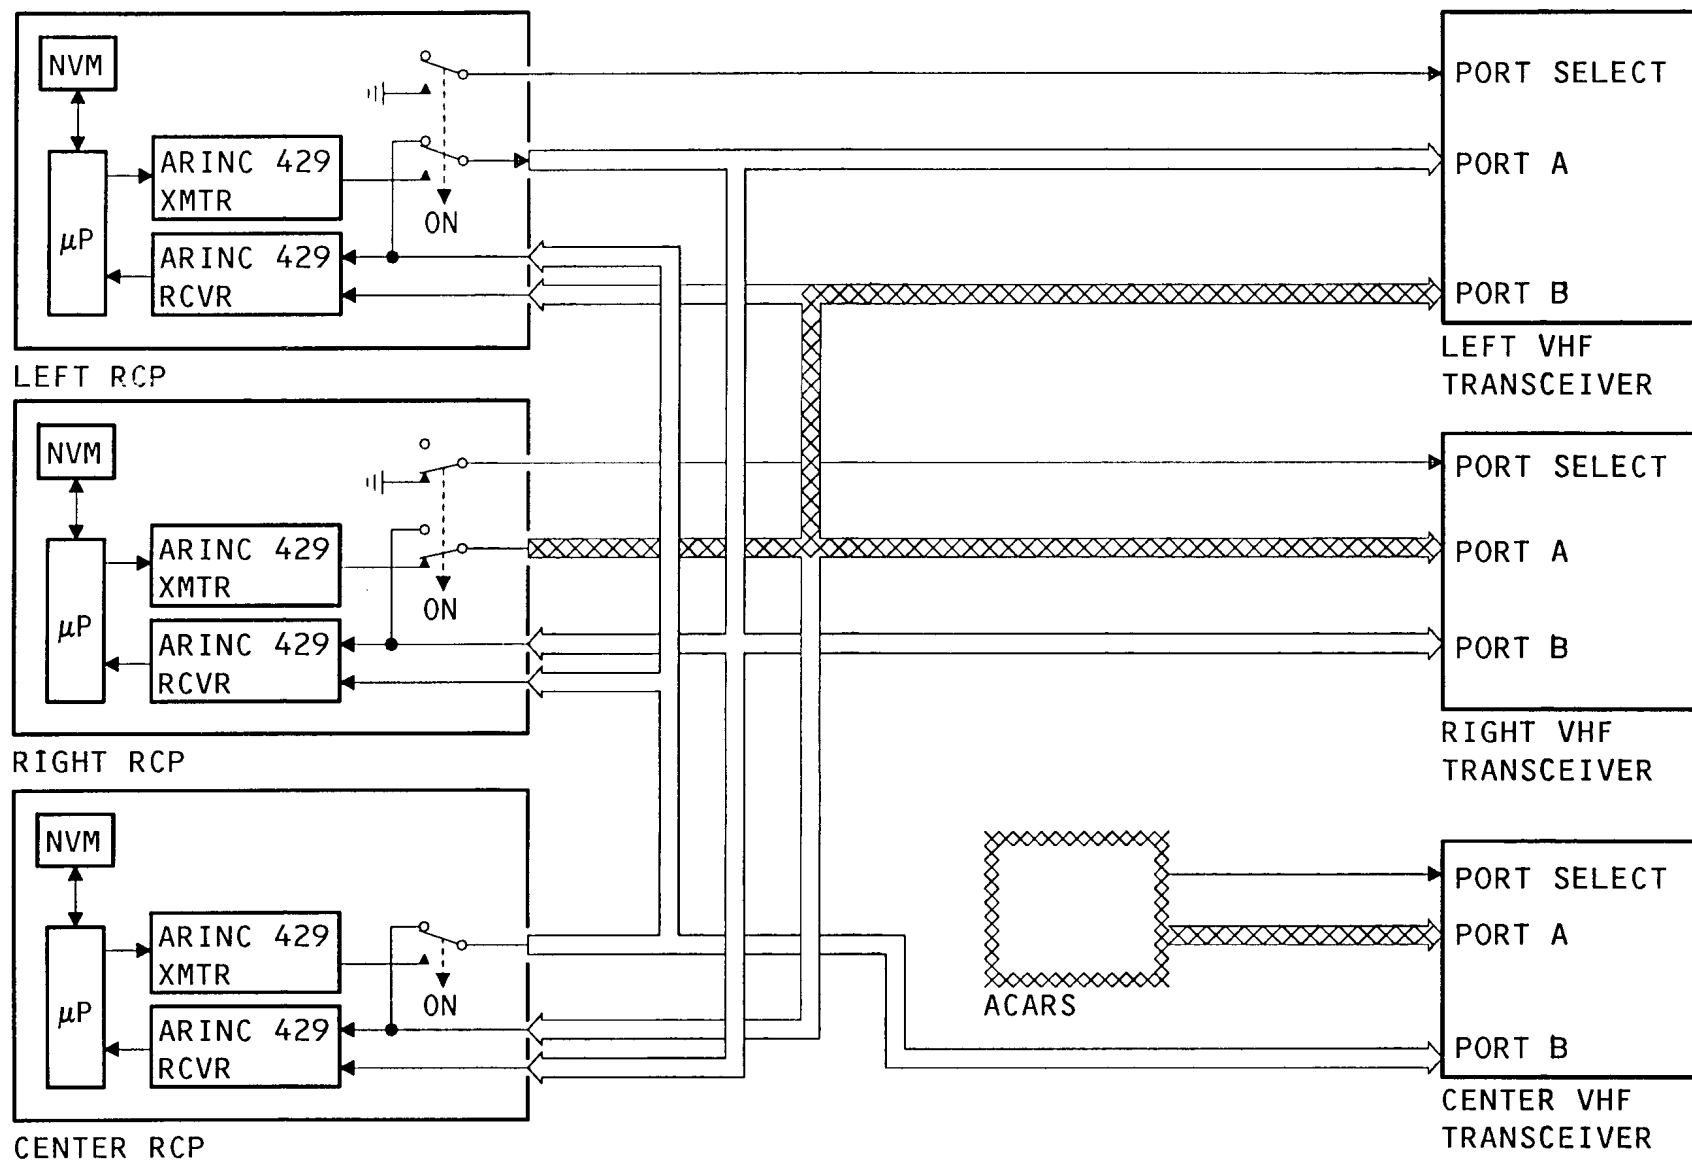 NVM
ARINC 429
XMTR
μP
ARINC 429
RCVR
ON
LEFT RCP
PORT SELECT
PORT A
PORT B
LEFT VHF
TRANSCEIVER
NVM
ARINC 429
XMTR
μP
ARINC 429
RCVR
ON
RIGHT RCP
PORT SELECT
PORT A
PORT B
RIGHT VHF
TRANSCEIVER
NVM
ARINC 429
XMTR
μP
ARINC 429
RCVR
ON
CENTER RCP
ACARS
PORT SELECT
PORT A
PORT B
CENTER VHF
TRANSCEIVER